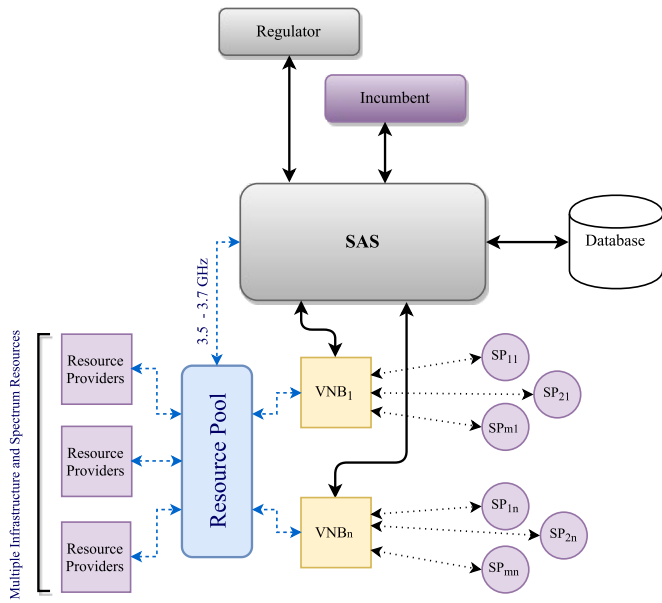 Regulator
Incumbent
SAS
Database
3.5 - 3.7 GHz
Multiple Infrastructure and Spectrum Resources
Resource
Providers
Resource
Providers
Resource
Providers
Resource Pool
VNB1
SP11
SP21
SPm1
VNBn
SP1n
SP2n
SPmn